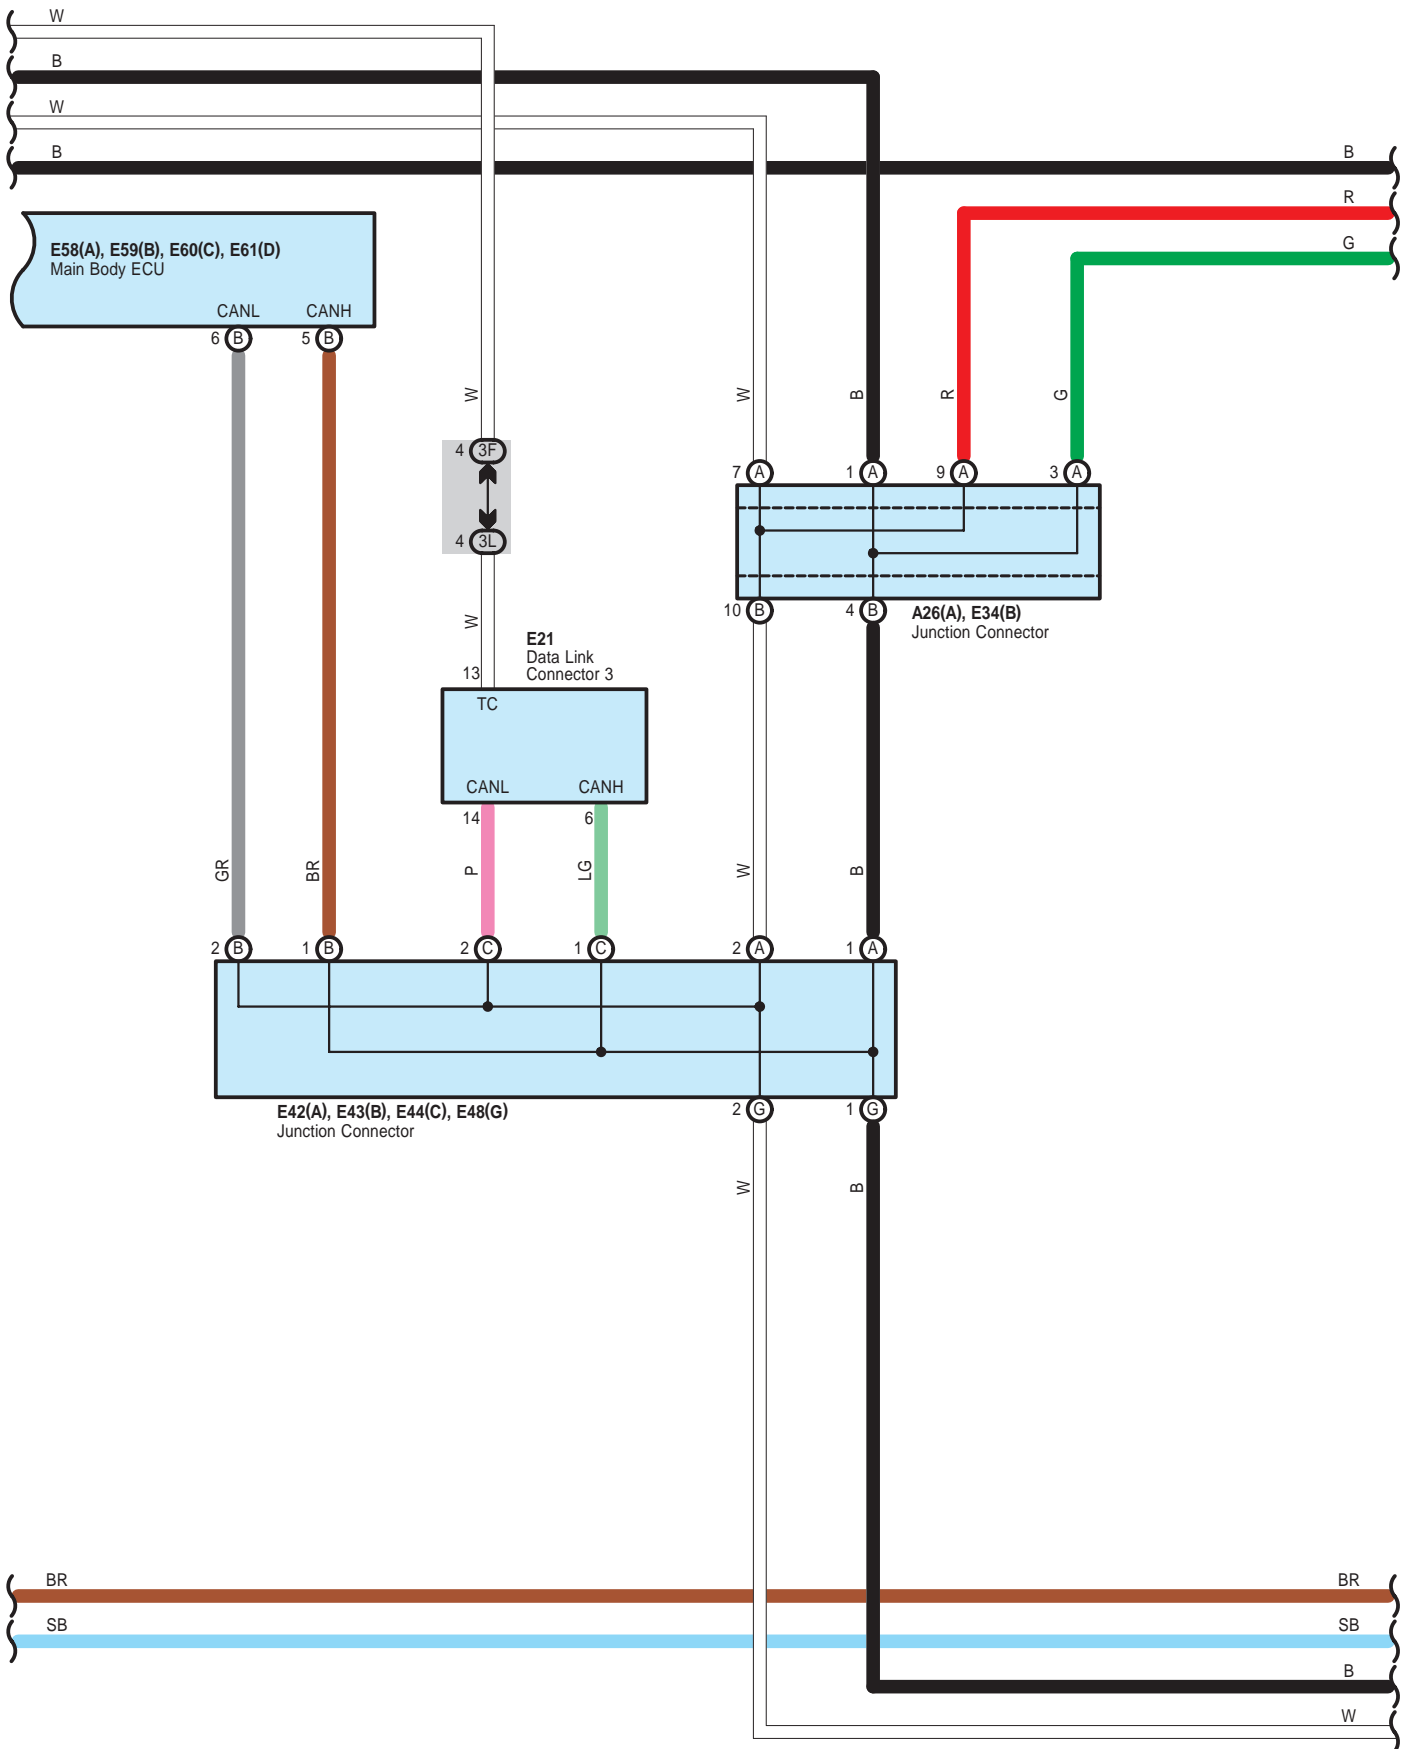 W
B
W
B
B
R
G
E58(A), E59(B), E60(C), E61(D)
Main Body ECU
CANL CANH
6 B 5 B
W W B R G
4 3F
7 A 1 A 9 A 3 A
4 3L
10 B 4 B
A26(A), E34(B)
Junction Connector
W
E21
Data Link
Connector 3
13
TC
CANL CANH
14 6
GR BR P LG W B
2 B 1 B 2 C 1 C 2 A 1 A
E42(A), E43(B), E44(C), E48(G)
Junction Connector
2 G 1 G
W B
BR BR
SB SB
B
W